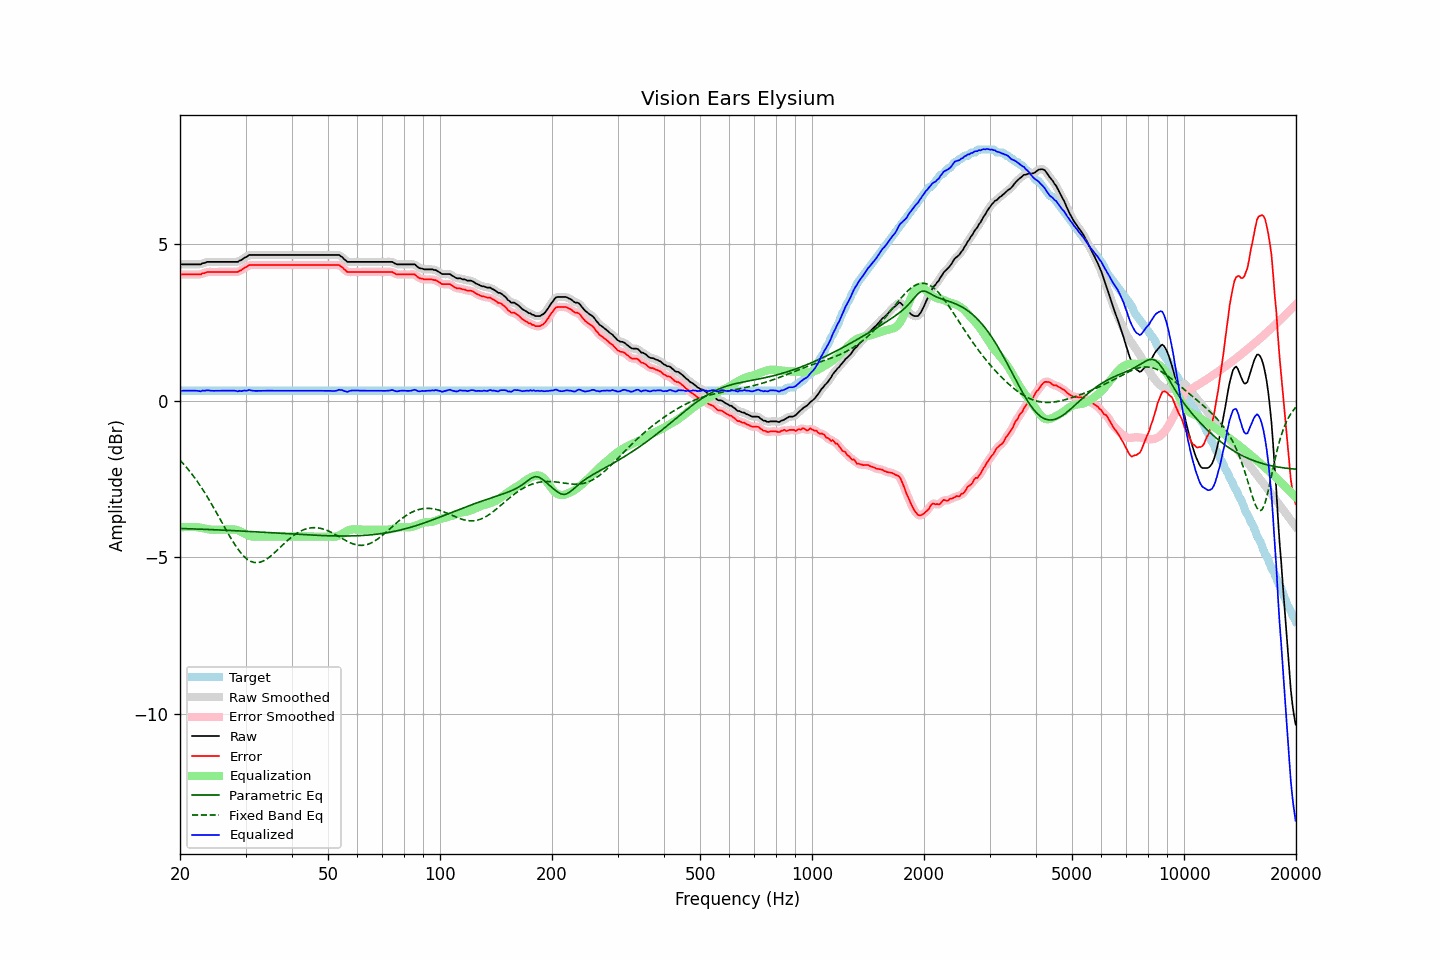 Vision Ears Elysium
Amplitude (dBr)
5
0
−5
−10
Target
Raw Smoothed
Error Smoothed
Raw
Error
Equalization
Parametric Eq
Fixed Band Eq
Equalized
20 50 100 200 500 1000 2000 5000 10000 20000
Frequency (Hz)